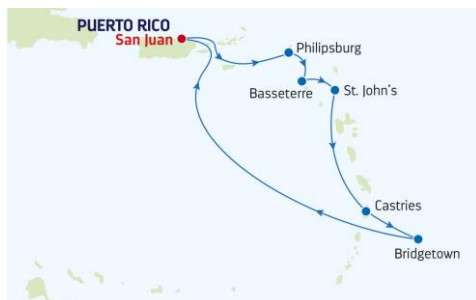 PUERTO RICO
San Juan
Philipsburg
Basseterre
St. John's
Castries
Bridgetown